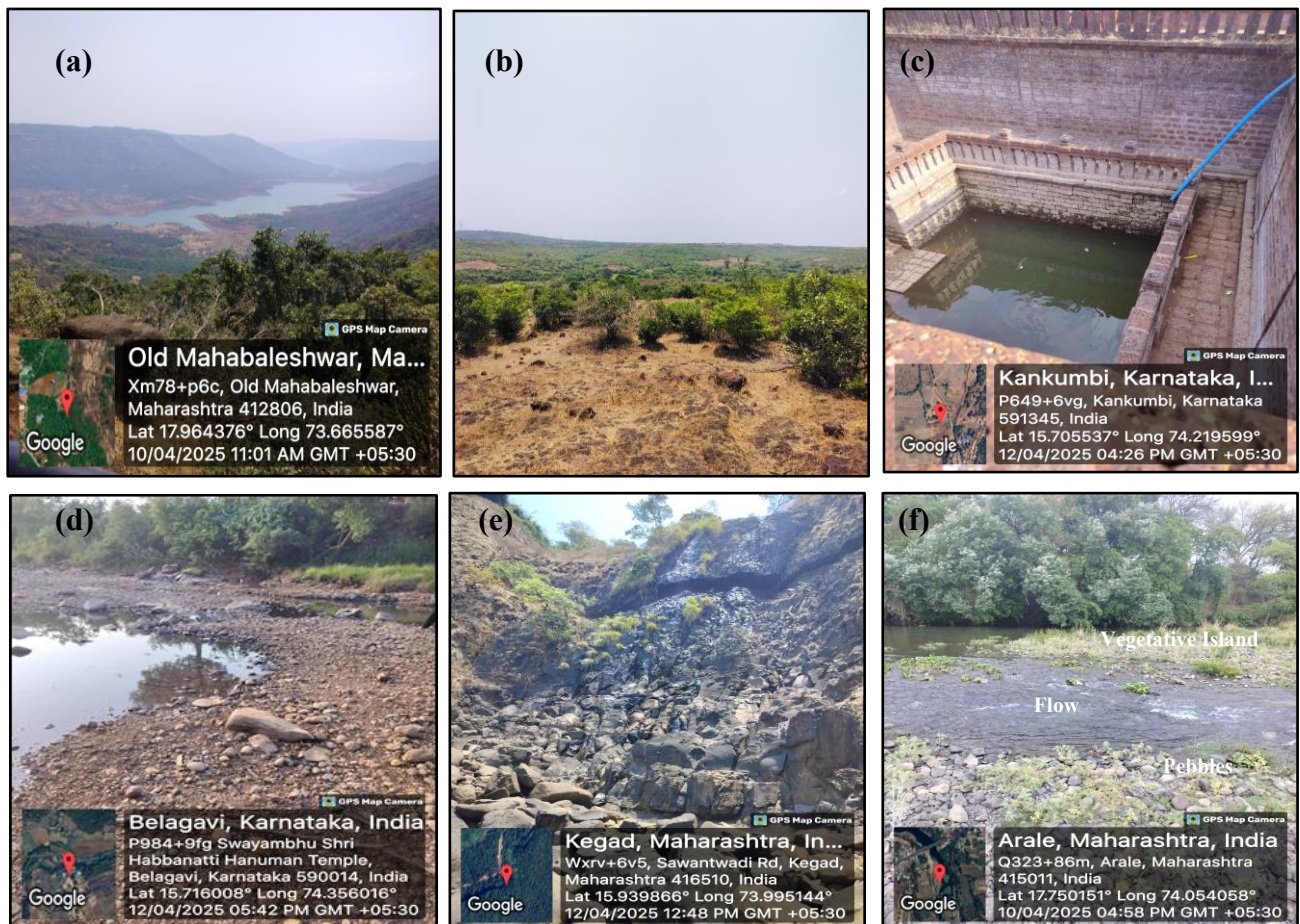 (a)
GPS Map Camera
Old Mahabaleshwar, Ma...
Xm78+p6c, Old Mahabaleshwar,
Maharashtra 412806, India
Lat 17.964376° Long 73.665587°
10/04/2025 11:01 AM GMT +05:30
Google
(b)
(c)
GPS Map Camera
Kankumbi, Karnataka, I...
P649+6vg, Kankumbi, Karnataka
591345, India
Lat 15.705537° Long 74.219599°
12/04/2025 04:26 PM GMT +05:30
Google
(d)
GPS Map Camera
Belagavi, Karnataka, India
P984+9fg Swayambhu Shri
Habbanatti Hanuman Temple,
Belagavi, Karnataka 590014, India
Lat 15.716008° Long 74.356016°
12/04/2025 05:42 PM GMT +05:30
Google
(e)
GPS Map Camera
Kegad, Maharashtra, In...
Wxrv+6v5, Sawantwadi Rd, Kegad,
Maharashtra 416510, India
Lat 15.939866° Long 73.995144°
12/04/2025 12:48 PM GMT +05:30
Google
(f)
Vegetative Island
Flow
Pebbles
GPS Map Camera
Arale, Maharashtra, India
Q323+86m, Arale, Maharashtra
415011, India
Lat 17.750151° Long 74.054058°
10/04/2025 04:58 PM GMT +05:30
Google